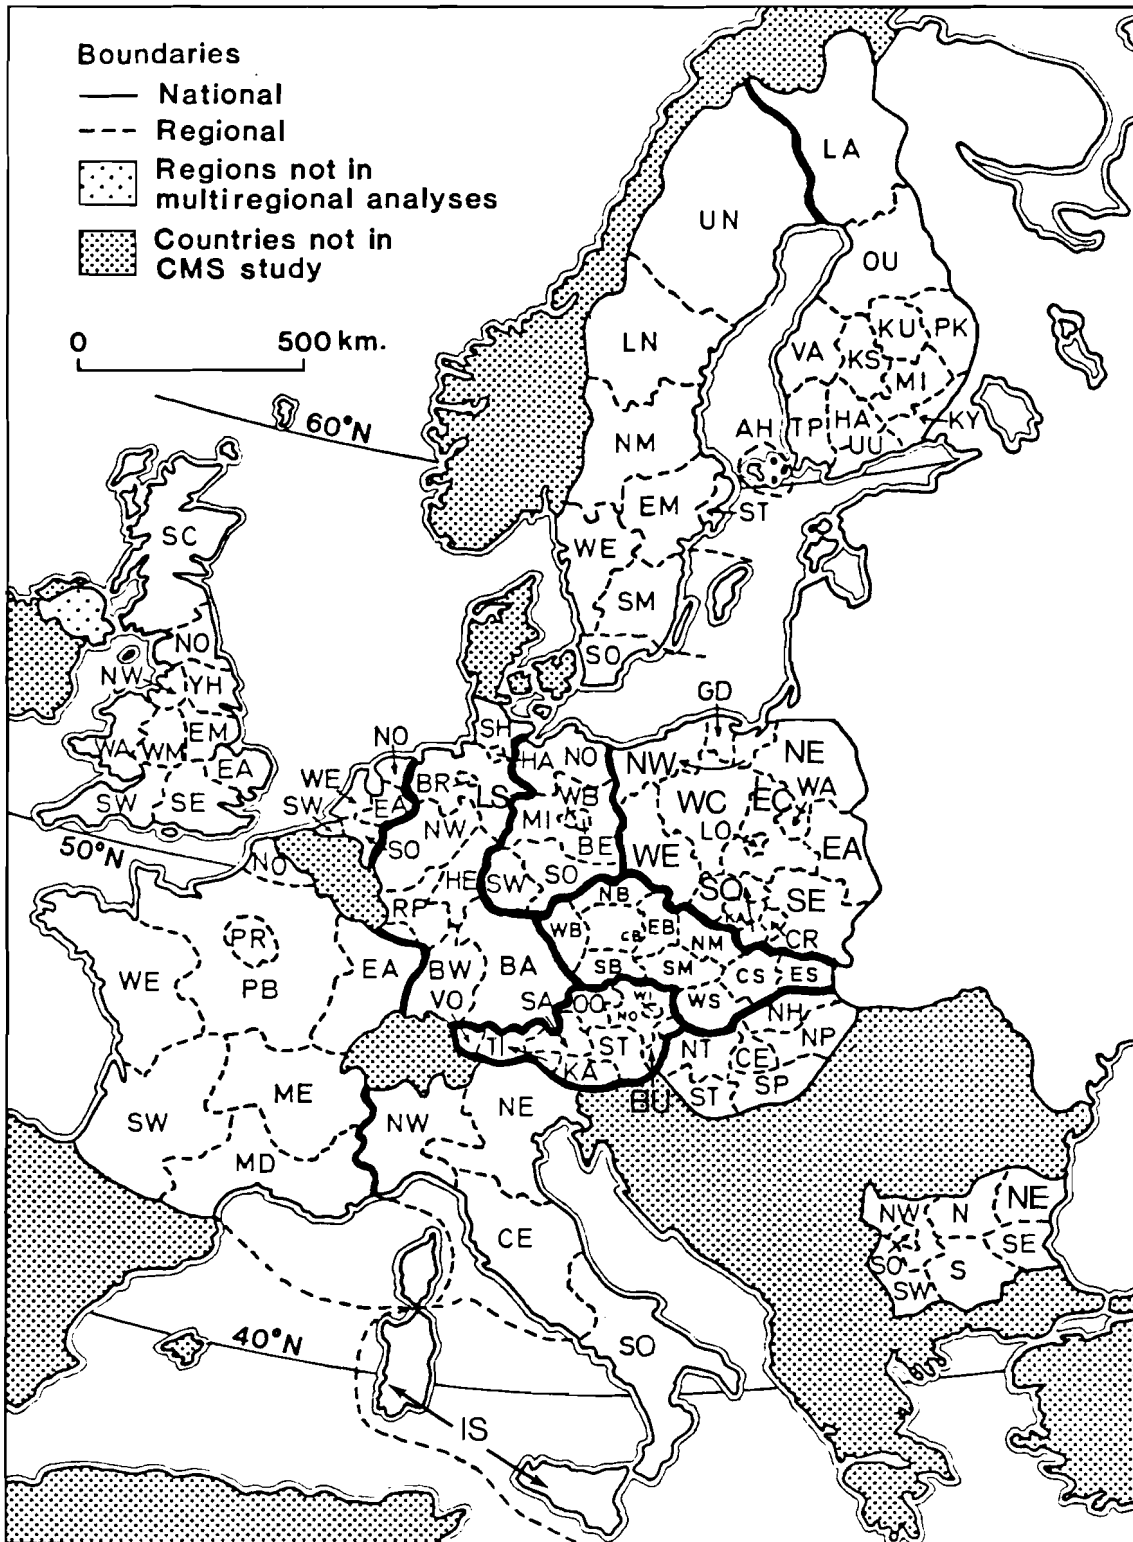 Boundaries
National
Regional
Regions not in
multiregional analyses
Countries not in
CMS study
0 500 km.
60°N
50°N
40°N
LA
UN
OU
LN
KU PK
VA KS
MI
NM
AH TP HA KY
UU
EM
ST
WE
SM
SO
SC
NO
NW
YH
EM
WA WM
EA
SW SE
NO
WE
SW
EA
SO
SH
HA NO
BR
LS
WB
NW
MI
BE
HE
SW SO
RP
BW BA
GD
NW NE
WC EC WA
LO
WE EA
SO SE
KA
CR
NB
WB EB
CB
NM
SB SM
CS ES
WS
VO
SA OO WI
NO
TI ST
KA
BU
NH
NT NP
CE
ST SP
NO
PR
WE EA
PB
ME
SW
MD
NW NE
CE
SO
IS
NW N NE
SO S SE
SW